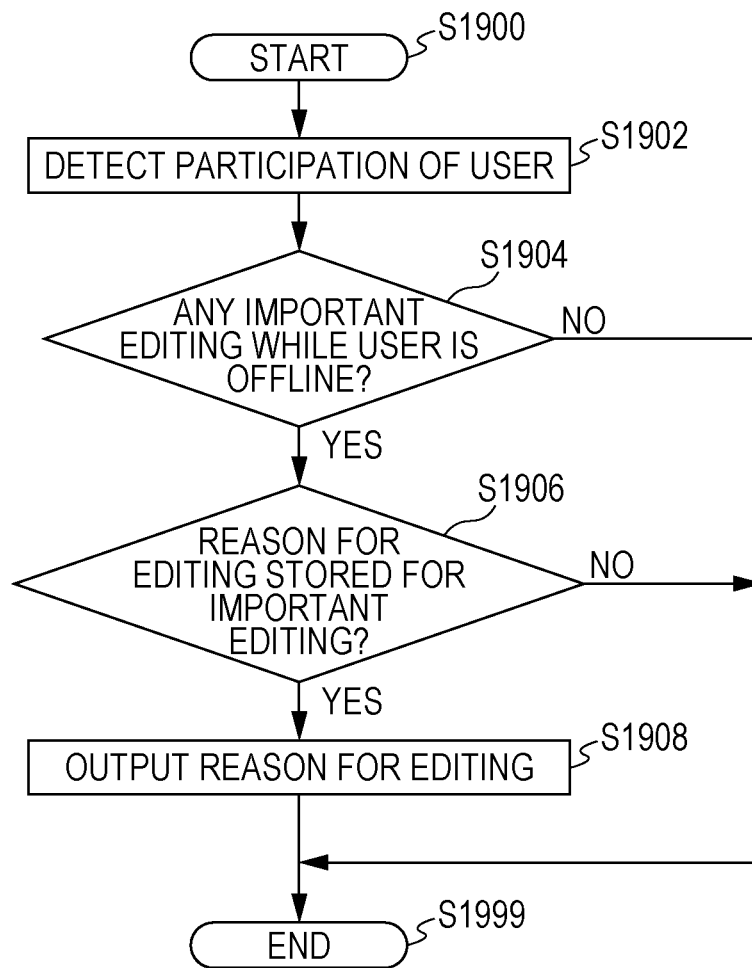 S1900
START
S1902
DETECT PARTICIPATION OF USER
S1904
ANY IMPORTANT
EDITING WHILE USER IS
OFFLINE?
NO
YES
S1906
REASON FOR
EDITING STORED FOR
IMPORTANT
EDITING?
NO
YES
S1908
OUTPUT REASON FOR EDITING
S1999
END